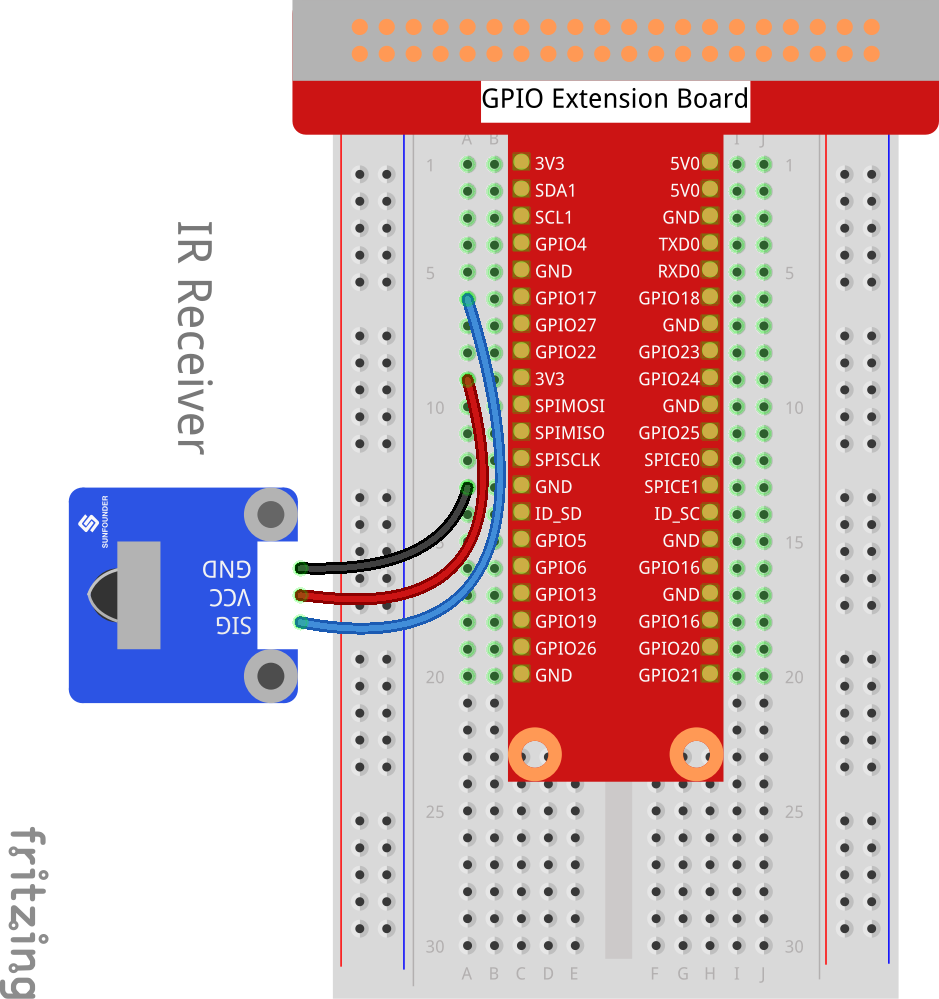 GPIO Extension Board
A B I J
1 3V3 5V0 1
SDA1 5V0
SCL1 GND
GPIO4 TXD0
5 GND RXD0 5
GPIO17 GPIO18
GPIO27 GND
GPIO22 GPIO23
3V3 GPIO24
10 SPIMOSI GND 10
SPIMISO GPIO25
SPISCLK SPICE0
GND SPICE1
ID_SD ID_SC
GPIO5 GND 15
GPIO6 GPIO16
GPIO13 GND
GPIO19 GPIO16
GPIO26 GPIO20
20 GND GPIO21 20
25 25
30 30
A B C D E F G H I J
IR Receiver
SUNFOUNDER
GND
VCC
SIG
fritzing